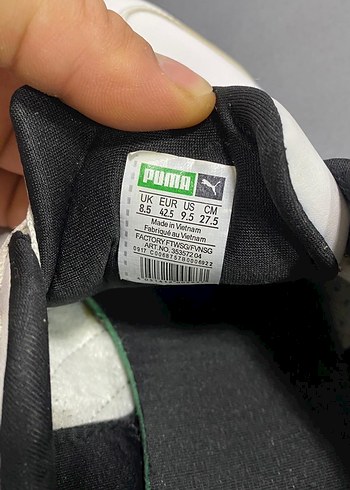 PUMA
UK EUR US CM
8.5 42.5 9.5 27.5
Made in Vietnam
Fabriqué au Vietnam
FACTORY FTWSG/FVNSG
ART. NO. 353572 04